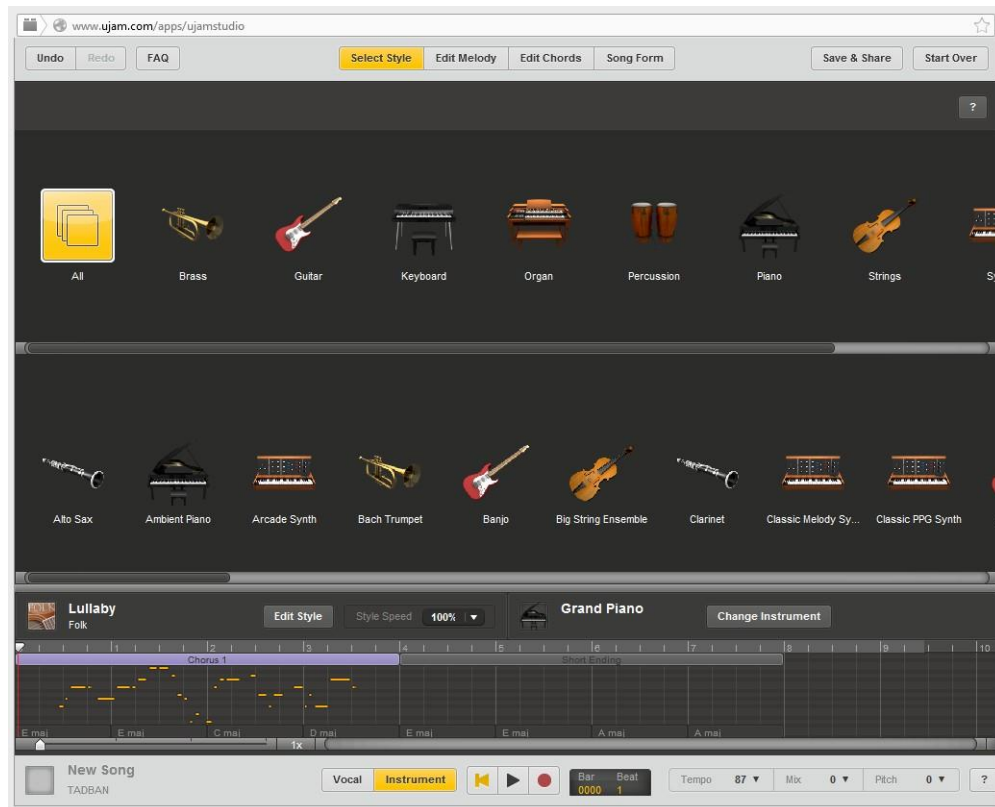 www.ujam.com/apps/ujamstudio
Undo Redo FAQ Select Style Edit Melody Edit Chords Song Form Save & Share Start Over
?
All Brass Guitar Keyboard Organ Percussion Piano Strings Sy
Alto Sax Ambient Piano Arcade Synth Bach Trumpet Banjo Big String Ensemble Clarinet Classic Melody Sy... Classic PPG Synth
Lullaby Edit Style Style Speed 100% Grand Piano Change Instrument
Folk
1 2 3 4 5 6 7 8 9 10
Chorus 1 Short Ending
E maj E maj C maj D maj E maj E maj A maj A maj
1x
New Song Vocal Instrument Bar Beat Tempo 87 Mix 0 Pitch 0 ?
TADBAN 0000 1